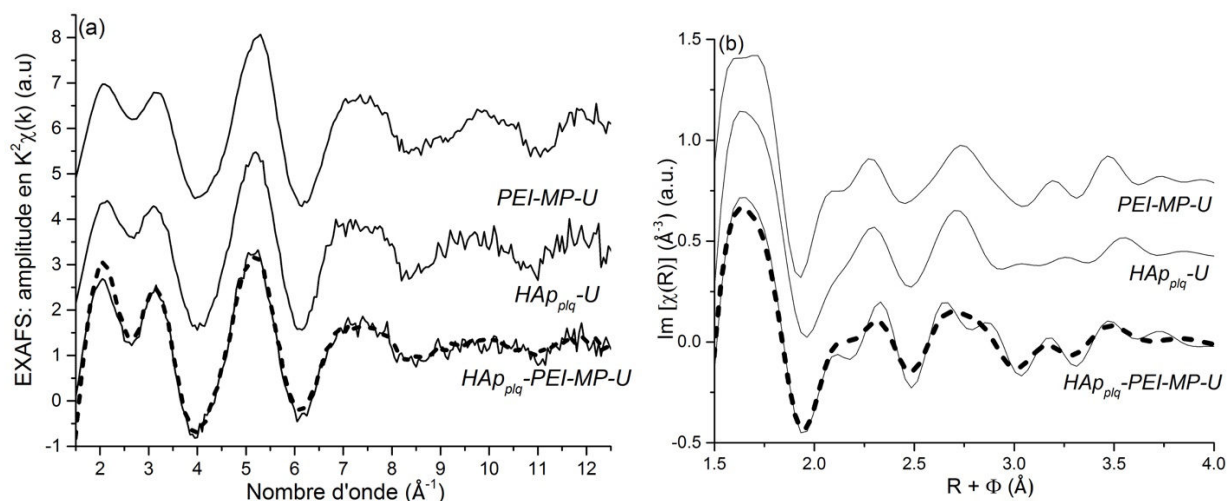 (a)
EXAFS: amplitude en K²χ(k) (a.u)
8
7
6
5
4
3
2
1
0
-1
PEI-MP-U
HAp_plq-U
HAp_plq-PEI-MP-U
2 3 4 5 6 7 8 9 10 11 12
Nombre d'onde (Å⁻¹)
(b)
Im [χ(R)] (Å⁻³) (a.u.)
1.5
1.0
0.5
0.0
-0.5
PEI-MP-U
HAp_plq-U
HAp_plq-PEI-MP-U
1.5 2.0 2.5 3.0 3.5 4.0
R + Φ (Å)